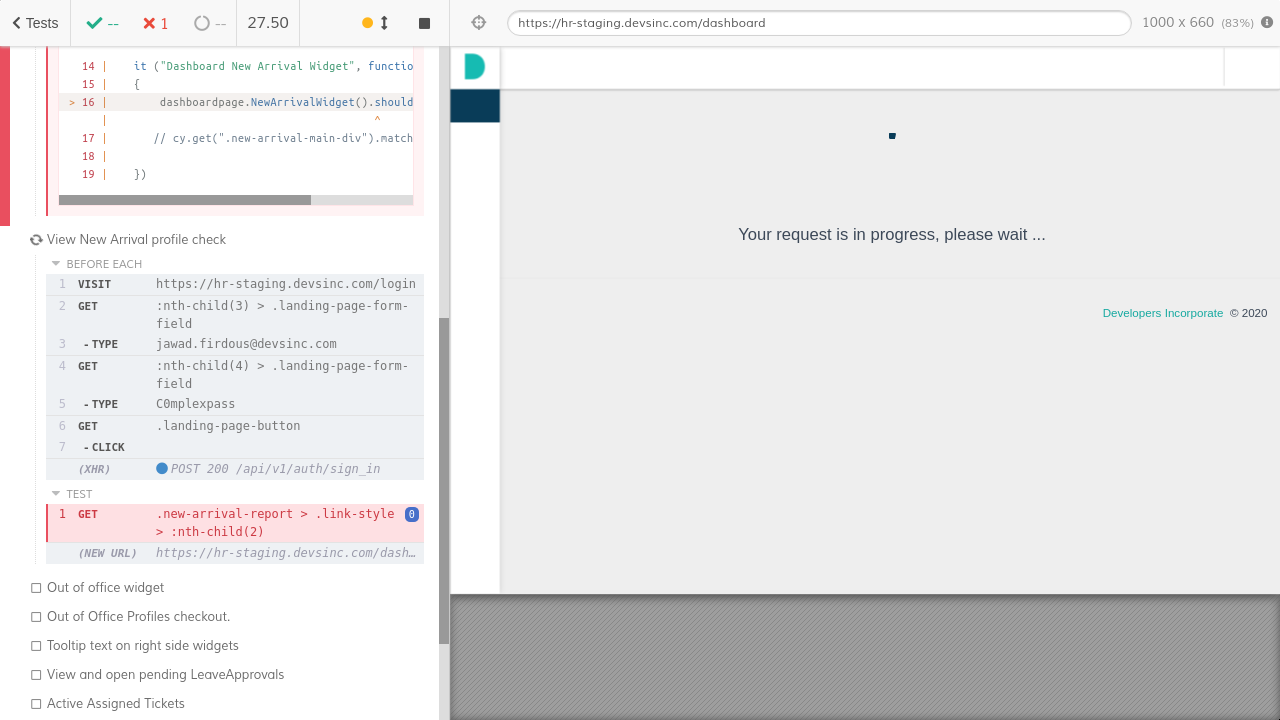 Tests
--
1
--
27.50
https://hr-staging.devsinc.com/dashboard
1000 x 660 (83%)
14 | it ("Dashboard New Arrival Widget", functio
15 | {
> 16 | dashboardpage.NewArrivalWidget().should
| ^
17 | // cy.get(".new-arrival-main-div").match
18 |
19 | })
View New Arrival profile check
BEFORE EACH
1 VISIT https://hr-staging.devsinc.com/login
2 GET :nth-child(3) > .landing-page-form-
field
3 -TYPE jawad.firdous@devsinc.com
4 GET :nth-child(4) > .landing-page-form-
field
5 -TYPE C0mplexpass
6 GET .landing-page-button
7 -CLICK
(XHR) POST 200 /api/v1/auth/sign_in
TEST
1 GET .new-arrival-report > .link-style 0
> :nth-child(2)
(NEW URL) https://hr-staging.devsinc.com/dash…
Out of office widget
Out of Office Profiles checkout.
Tooltip text on right side widgets
View and open pending LeaveApprovals
Active Assigned Tickets
Your request is in progress, please wait ...
Developers Incorporate © 2020